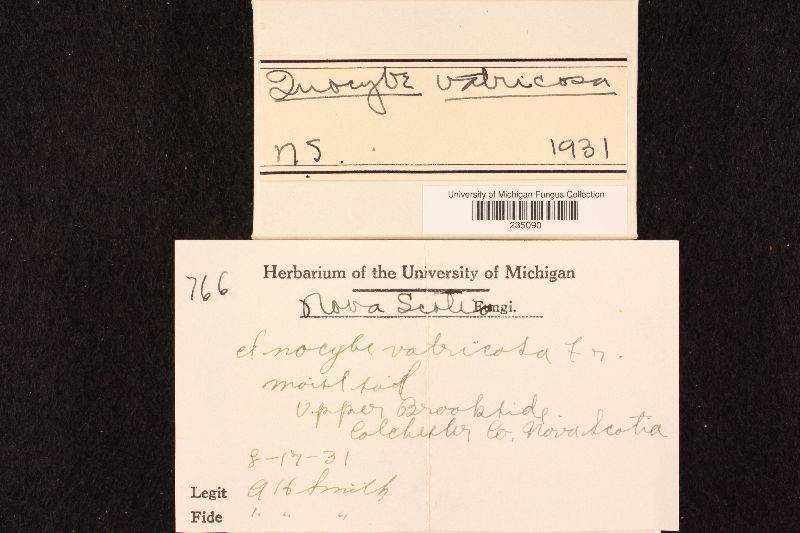 Inocybe vatricosa
N S. 1931
University of Michigan Fungus Collection
235090
766
Herbarium of the University of Michigan
Nova Scotia Fungi.
Inocybe vatricosa Fr.
moist soil
Upper Brookside.
Colchester Co. Nova Scotia
8-17-31
Legit A H Smith
Fide " " "